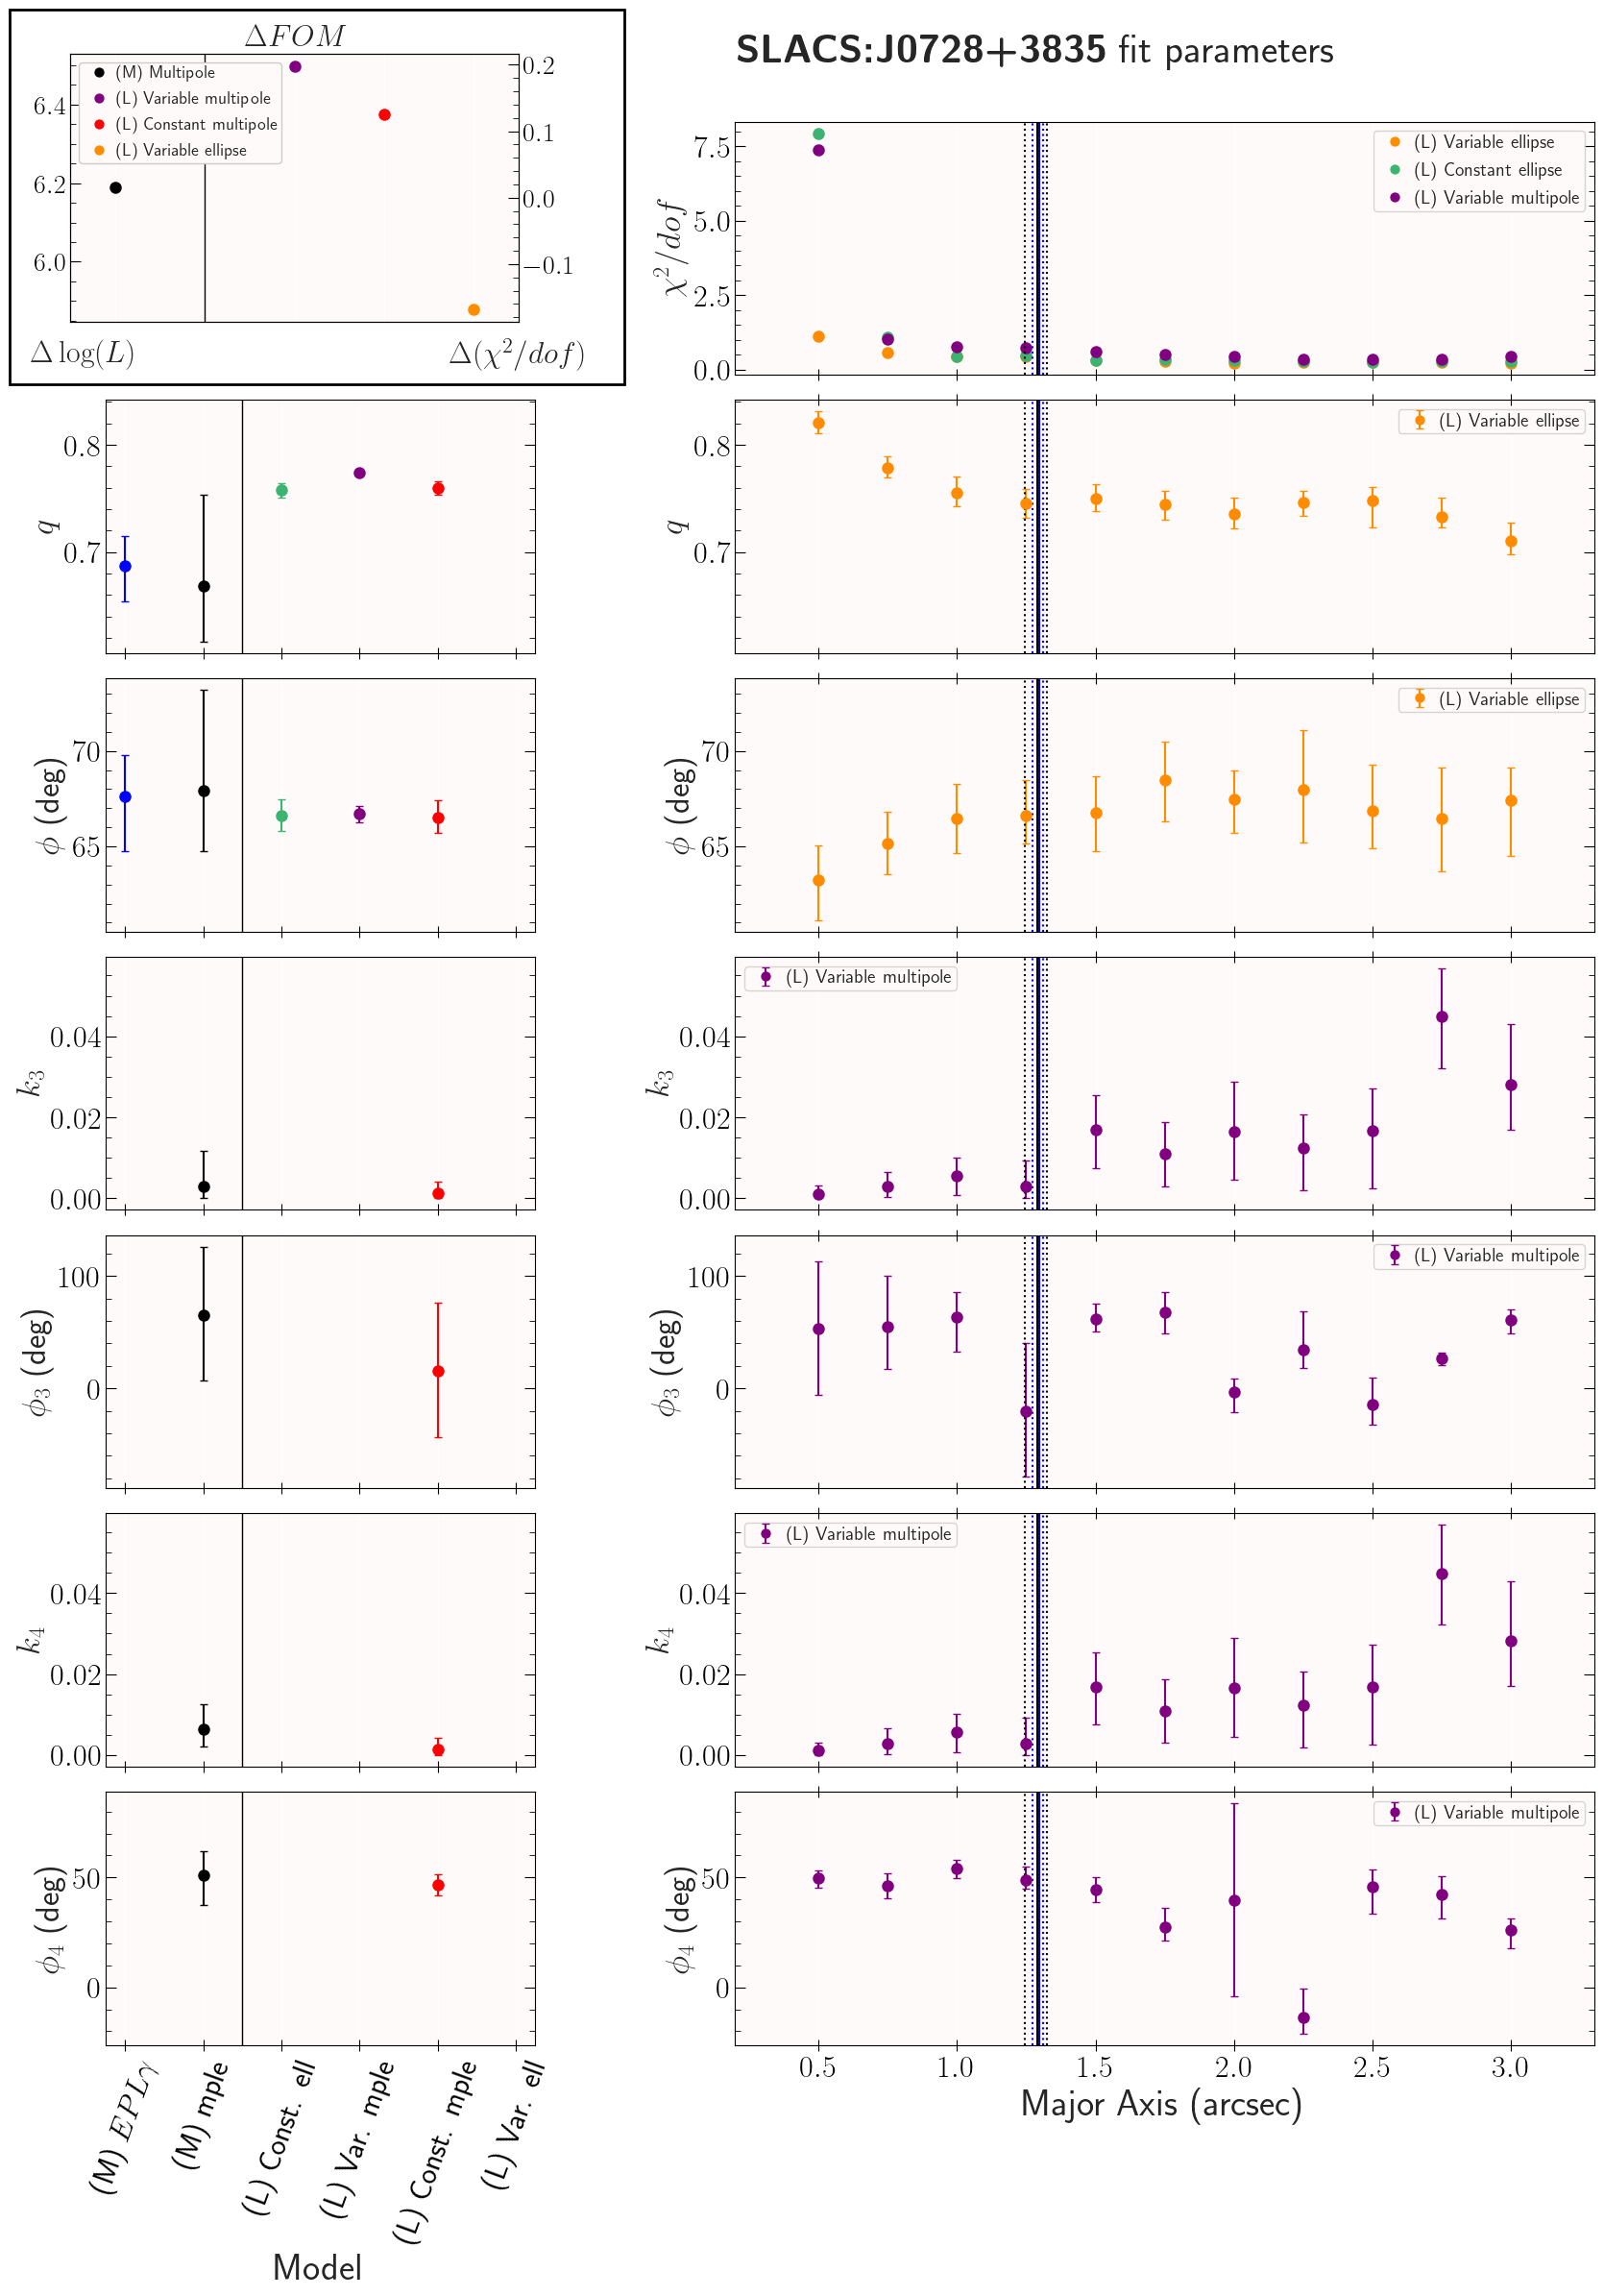 ΔFOM
6.4
6.2
6.0
0.2
0.1
0.0
−0.1
(M) Multipole
(L) Variable multipole
(L) Constant multipole
(L) Variable ellipse
Δ log(L)
Δ(χ²/dof)
SLACS:J0728+3835 fit parameters
χ²/dof
7.5
5.0
2.5
0.0
(L) Variable ellipse
(L) Constant ellipse
(L) Variable multipole
q
0.8
0.7
q
0.8
0.7
(L) Variable ellipse
ϕ (deg)
70
65
ϕ (deg)
70
65
(L) Variable ellipse
k₃
0.04
0.02
0.00
k₃
0.04
0.02
0.00
(L) Variable multipole
ϕ₃ (deg)
100
0
ϕ₃ (deg)
100
0
(L) Variable multipole
k₄
0.04
0.02
0.00
k₄
0.04
0.02
0.00
(L) Variable multipole
ϕ₄ (deg)
50
0
ϕ₄ (deg)
50
0
(L) Variable multipole
(M) EPLγ
(M) mple
(L) Const. ell
(L) Var. mple
(L) Const. mple
(L) Var. ell
Model
0.5 1.0 1.5 2.0 2.5 3.0
Major Axis (arcsec)